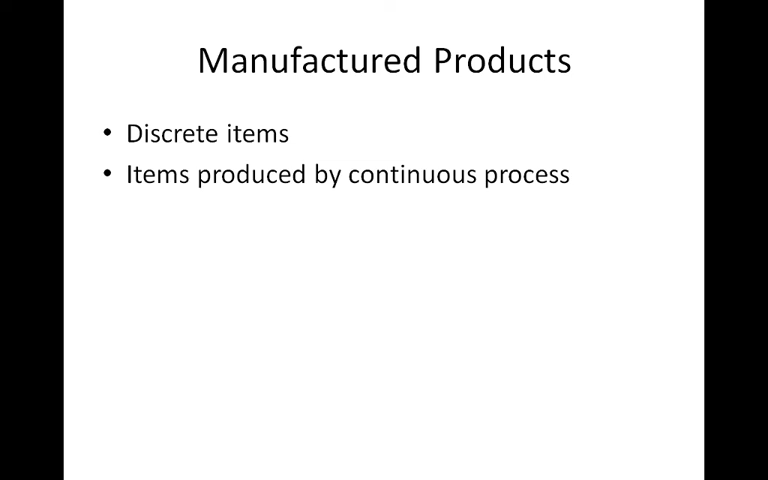 Manufactured Products
• Discrete items
• Items produced by continuous process